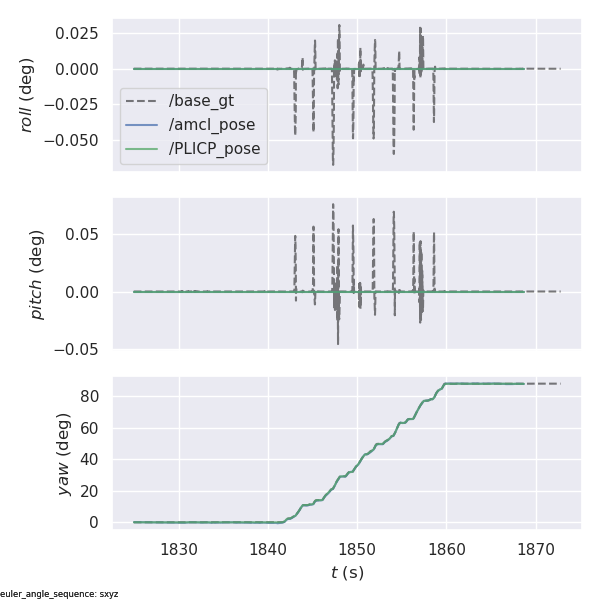 0.025
0.000
−0.025
−0.050
roll (deg)
/base_gt
/amcl_pose
/PLICP_pose
0.05
0.00
−0.05
pitch (deg)
80
60
40
20
0
yaw (deg)
1830 1840 1850 1860 1870
t (s)
euler_angle_sequence: sxyz